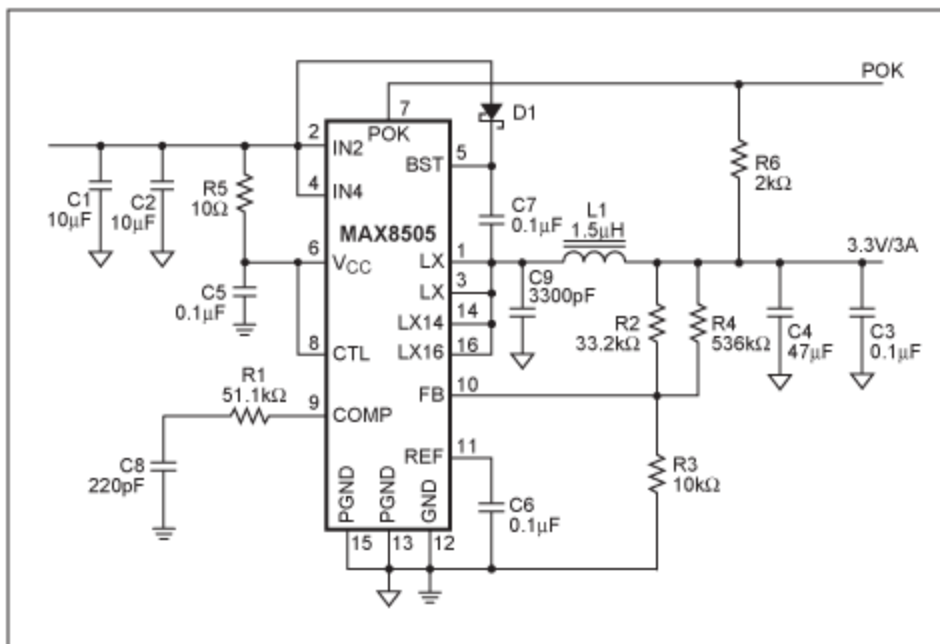 POK
7
D1
2
POK
IN2
5
BST
R6
2kΩ
4
IN4
C1
10µF
C2
10µF
R5
10Ω
C7
0.1µF
L1
1.5µH
MAX8505
3.3V/3A
6
VCC
LX
1
C9
3300pF
LX
3
C5
0.1µF
LX14
14
R2
33.2kΩ
R4
536kΩ
C4
47µF
C3
0.1µF
8
CTL
LX16
16
R1
51.1kΩ
FB
10
9
COMP
REF
11
C8
220pF
R3
10kΩ
C6
0.1µF
PGND
PGND
GND
15
13
12